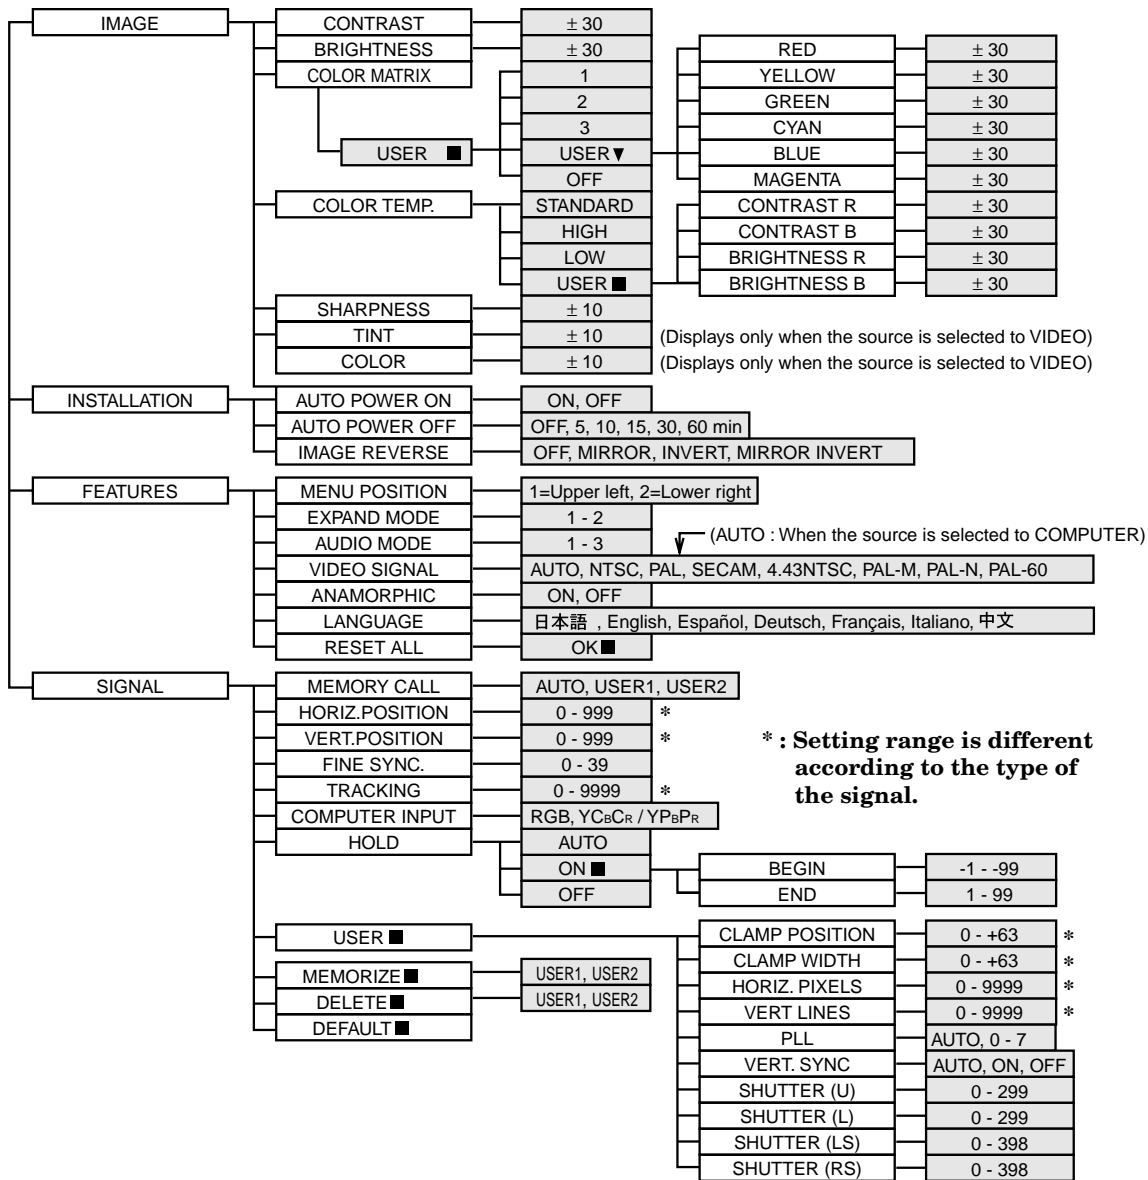 IMAGE CONTRAST ± 30
BRIGHTNESS ± 30 RED ± 30
COLOR MATRIX 1 YELLOW ± 30
2 GREEN ± 30
3 CYAN ± 30
USER ■ USER▼ BLUE ± 30
OFF MAGENTA ± 30
COLOR TEMP. STANDARD CONTRAST R ± 30
HIGH CONTRAST B ± 30
LOW BRIGHTNESS R ± 30
USER ■ BRIGHTNESS B ± 30
SHARPNESS ± 10
TINT ± 10 (Displays only when the source is selected to VIDEO)
COLOR ± 10 (Displays only when the source is selected to VIDEO)
INSTALLATION AUTO POWER ON ON, OFF
AUTO POWER OFF OFF, 5, 10, 15, 30, 60 min
IMAGE REVERSE OFF, MIRROR, INVERT, MIRROR INVERT
FEATURES MENU POSITION 1=Upper left, 2=Lower right
EXPAND MODE 1 - 2
(AUTO : When the source is selected to COMPUTER)
AUDIO MODE 1 - 3
VIDEO SIGNAL AUTO, NTSC, PAL, SECAM, 4.43NTSC, PAL-M, PAL-N, PAL-60
ANAMORPHIC ON, OFF
LANGUAGE 日本語 , English, Español, Deutsch, Français, Italiano, 中文
RESET ALL OK■
SIGNAL MEMORY CALL AUTO, USER1, USER2
HORIZ.POSITION 0 - 999 *
VERT.POSITION 0 - 999 *
FINE SYNC. 0 - 39
TRACKING 0 - 9999 *
* : Setting range is different
according to the type of
the signal.
COMPUTER INPUT RGB, YCBCR / YPBPR
HOLD AUTO
ON ■ BEGIN -1 - -99
OFF END 1 - 99
USER ■ CLAMP POSITION 0 - +63 *
CLAMP WIDTH 0 - +63 *
MEMORIZE■ USER1, USER2 HORIZ. PIXELS 0 - 9999 *
DELETE■ USER1, USER2 VERT LINES 0 - 9999 *
DEFAULT■ PLL AUTO, 0 - 7
VERT. SYNC AUTO, ON, OFF
SHUTTER (U) 0 - 299
SHUTTER (L) 0 - 299
SHUTTER (LS) 0 - 398
SHUTTER (RS) 0 - 398